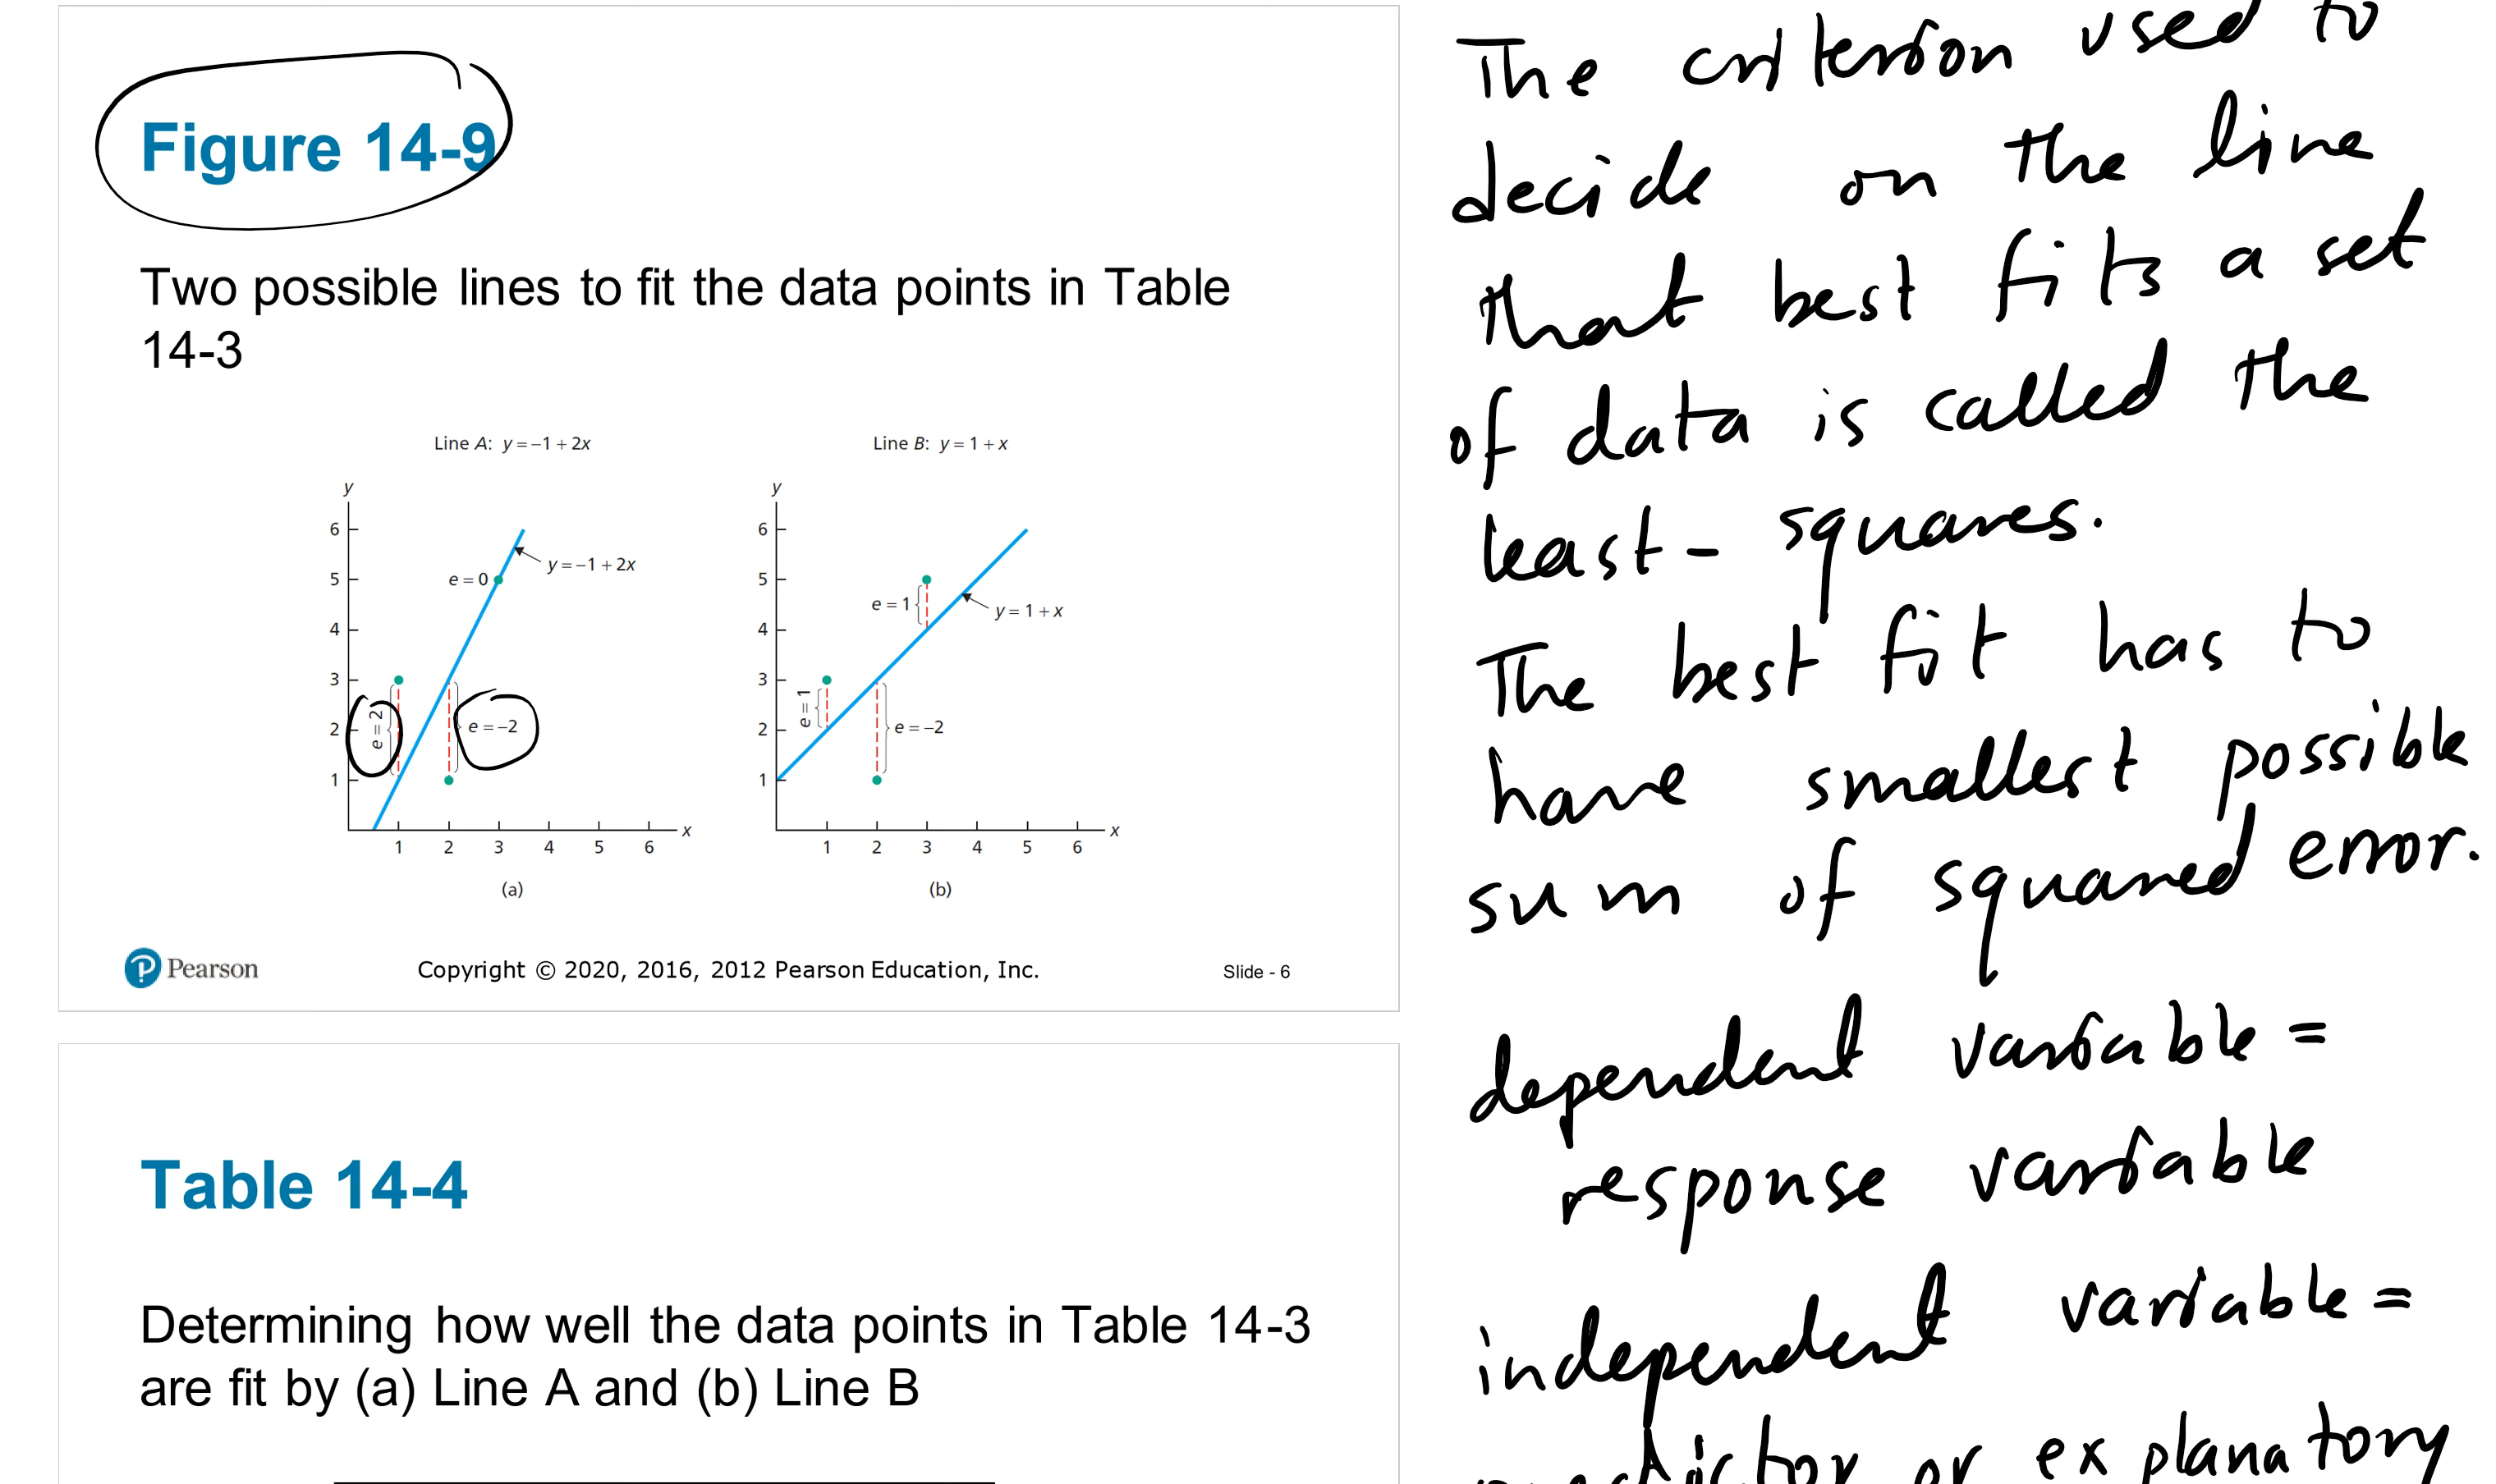 Figure 14-9
Two possible lines to fit the data points in Table
14-3
Line A: y = −1 + 2x
y
6
5
4
3
2
1
e = 0
y = −1 + 2x
e = 2
e = −2
1 2 3 4 5 6
x
(a)
Line B: y = 1 + x
y
6
5
4
3
2
1
e = 1
y = 1 + x
e = 1
e = −2
1 2 3 4 5 6
x
(b)
Pearson
Copyright © 2020, 2016, 2012 Pearson Education, Inc.
Slide - 6
Table 14-4
Determining how well the data points in Table 14-3
are fit by (a) Line A and (b) Line B
The criterion used to
decide on the line
that best fits a set
of data is called the
least - squares.
The best fit has to
have smallest possible
sum of squared error.
dependent variable =
response variable
independent variable =
predictor or explanatory